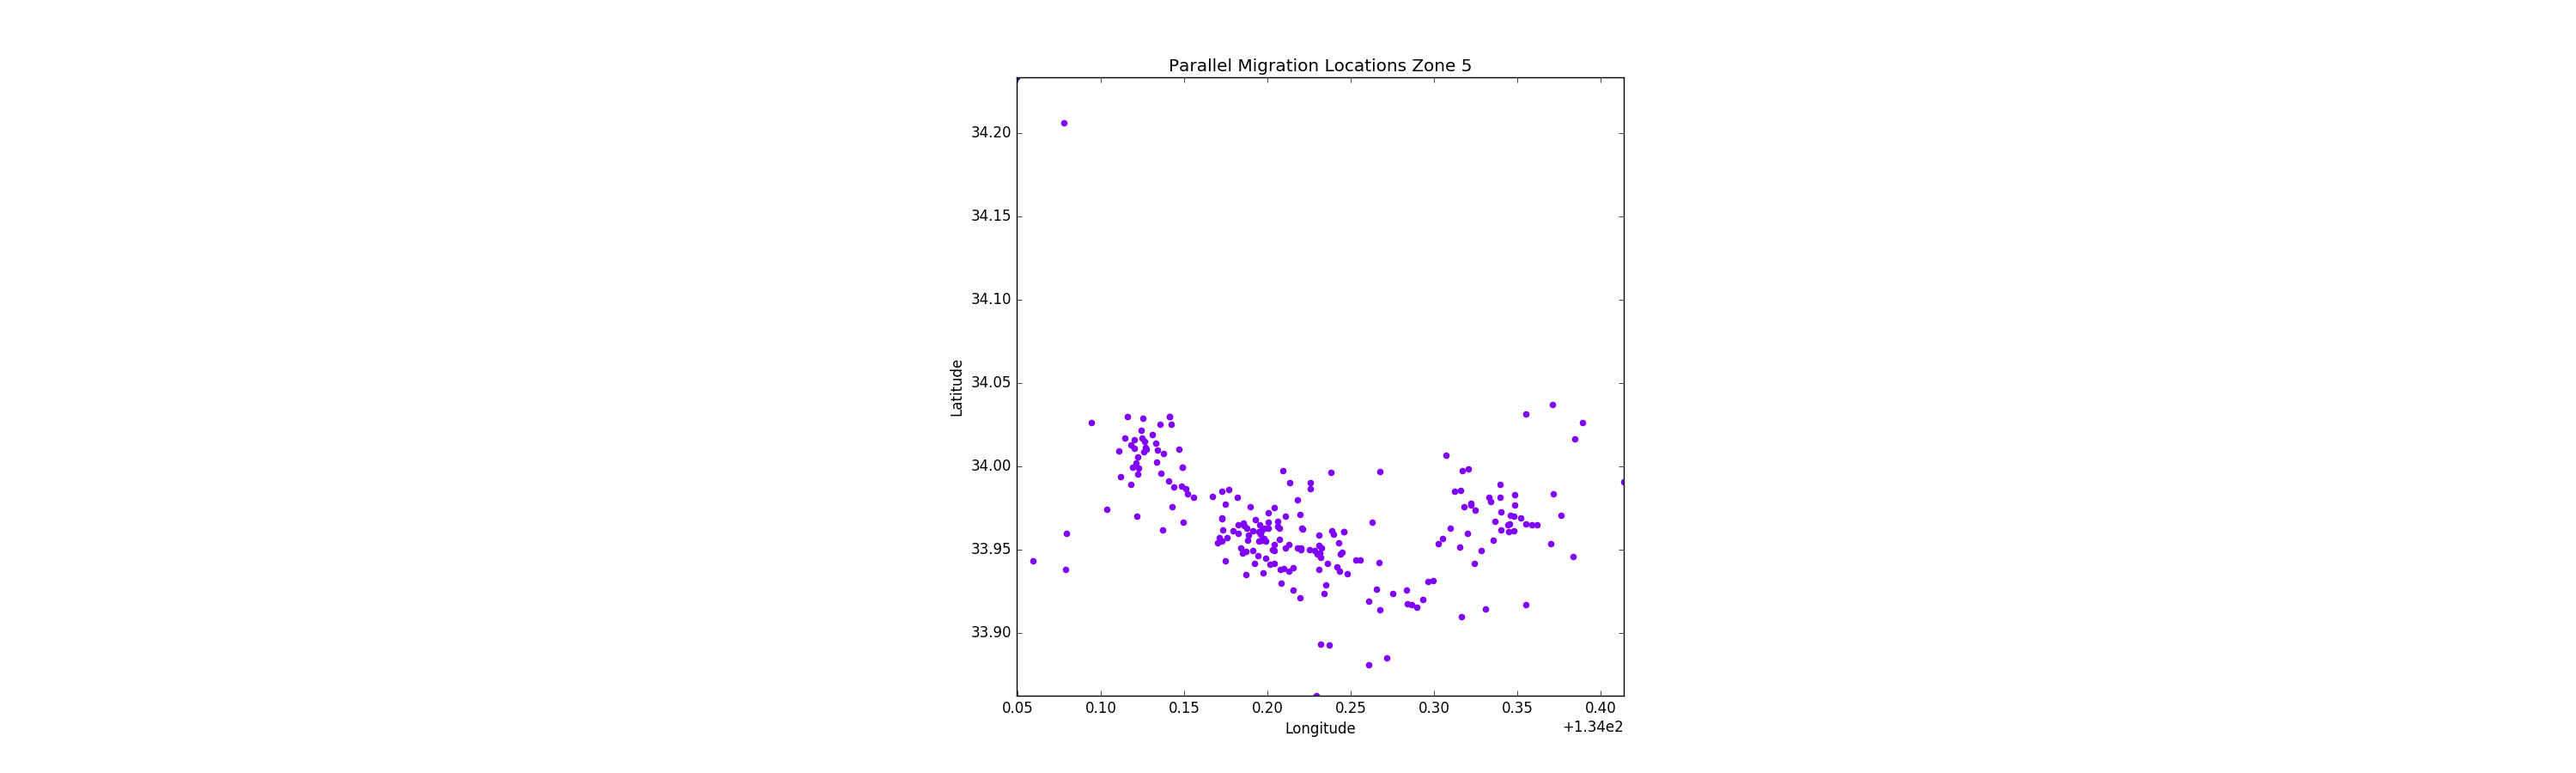 Parallel Migration Locations Zone 5
34.20
34.15
34.10
34.05
34.00
33.95
33.90
Latitude
0.05 0.10 0.15 0.20 0.25 0.30 0.35 0.40
+1.34e2
Longitude